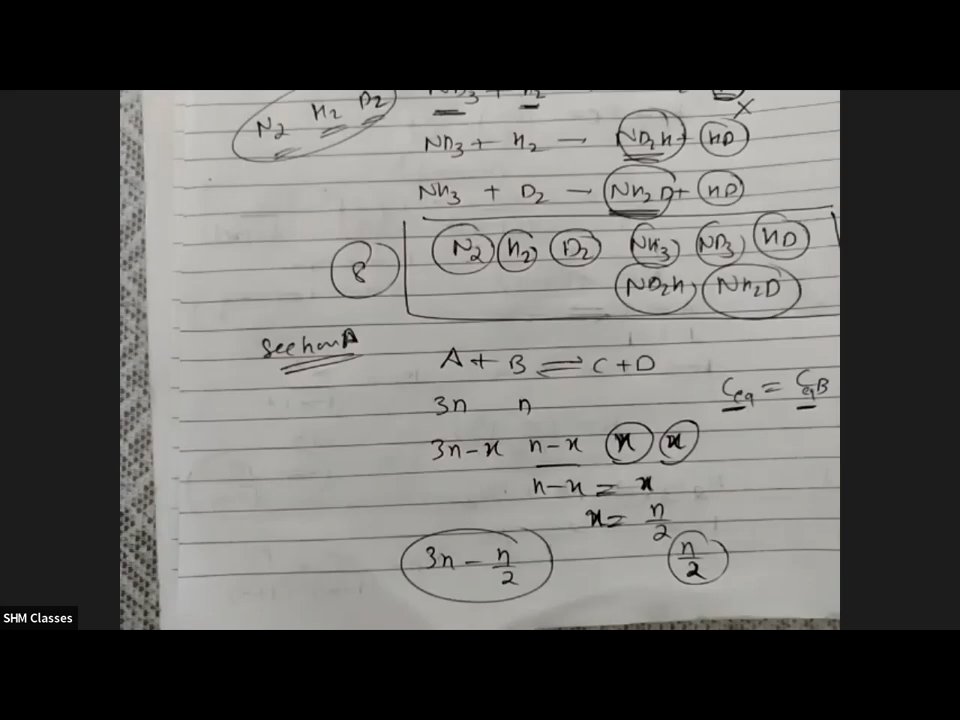 N2 H2 D2
ND3 + H2 → ND2H + HD
NH3 + D2 → NH2D + HD
8 N2 H2 D2 NH3 ND3 HD
ND2H, NH2D
Section A
A + B ⇌ C + D
3n n
Ceq = CeqB
3n-x n-x x x
n-x = x
x = n/2
3n - n/2 n/2
SHM Classes